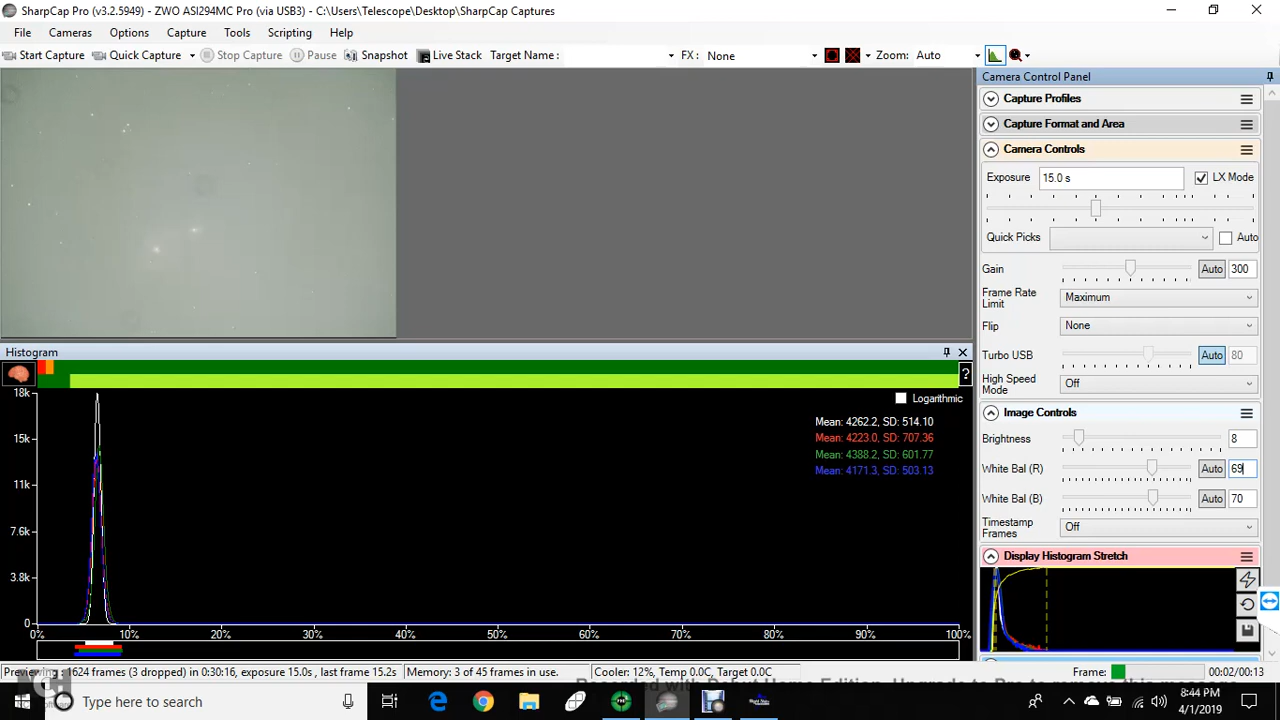 SharpCap Pro (v3.2.5949) - ZWO ASI294MC Pro (via USB3) - C:\Users\Telescope\Desktop\SharpCap Captures
File Cameras Options Capture Tools Scripting Help
Start Capture Quick Capture Stop Capture Pause Snapshot Live Stack Target Name : FX : None Zoom: Auto
Camera Control Panel
Capture Profiles
Capture Format and Area
Camera Controls
Exposure 15.0 s LX Mode
Quick Picks Auto
Gain Auto 300
Frame Rate
Limit
Maximum
Flip None
Turbo USB Auto 80
High Speed
Mode
Off
Image Controls
Brightness 8
White Bal (R) Auto 69
White Bal (B) Auto 70
Timestamp
Frames
Off
Display Histogram Stretch
Histogram
?
Logarithmic
18k
15k
11k
7.6k
3.8k
0
Mean: 4262.2, SD: 514.10
Mean: 4223.0, SD: 707.36
Mean: 4388.2, SD: 601.77
Mean: 4171.3, SD: 503.13
0% 10% 20% 30% 40% 50% 60% 70% 80% 90% 100%
Previewing : 1624 frames (3 dropped) in 0:30:16, exposure 15.0s , last frame 15.2s Memory: 3 of 45 frames in use. Cooler: 12%, Temp 0.0C, Target 0.0C Frame: 00:02/00:13
Type here to search
8:44 PM
4/1/2019